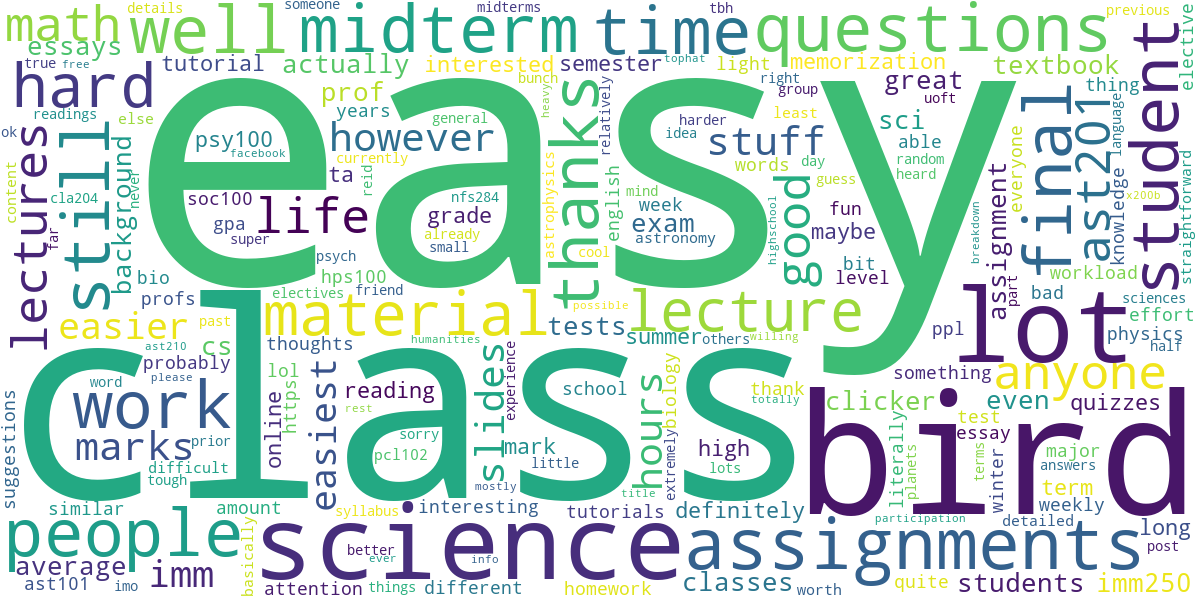 math
well
midterm
time
questions
details
someone
midterms
tbh
previous
essays
tutorial
actually
interested
semester
light
memorization
textbook
elective
true
free
hard
prof
years
great
thing
student
readings
else
psy100
facebook
however
general
currently
bunch
heavy
tophat
right
group
least
uoft
sci
able
random
heard
ok
lectures
still
background
easy
thanks
relatively
harder
idea
stuff
words
day
final
ast201
language
knowledge
everyone
content
cla204
never
far
soc100
gpa
super
life
ta
reid
nfs284
grade
already
small
astrophysics
english
cool
mind
week
exam
astronomy
highschool
good
guess
fun
maybe
bit
level
breakdown
assignment
part
x200b
straightforward
workload
bad
bio
profs
psych
hps100
electives
friend
material
possible
lecture
lot
sciences
effort
easier
past
cs
ast210
probably
please
thoughts
humanities
tests
summer
others
willing
ppl
physics
half
class
work
word
marks
prior
difficult
tough
suggestions
lol
https
online
easiest
reading
rest
sorry
pcl102
slides
experience
school
mark
little
mostly
hours
biology
extremely
high
lots
thank
totally
something
anyone
clicker
even
quizzes
bird
literally
planets
test
essay
terms
winter
major
answers
term
weekly
detailed
similar
amount
syllabus
interesting
tutorials
title
definitely
participation
long
post
people
science
assignments
average
ast101
imo
imm
basically
better
ever
info
attention
things
different
homework
classes
worth
quite
students
imm250